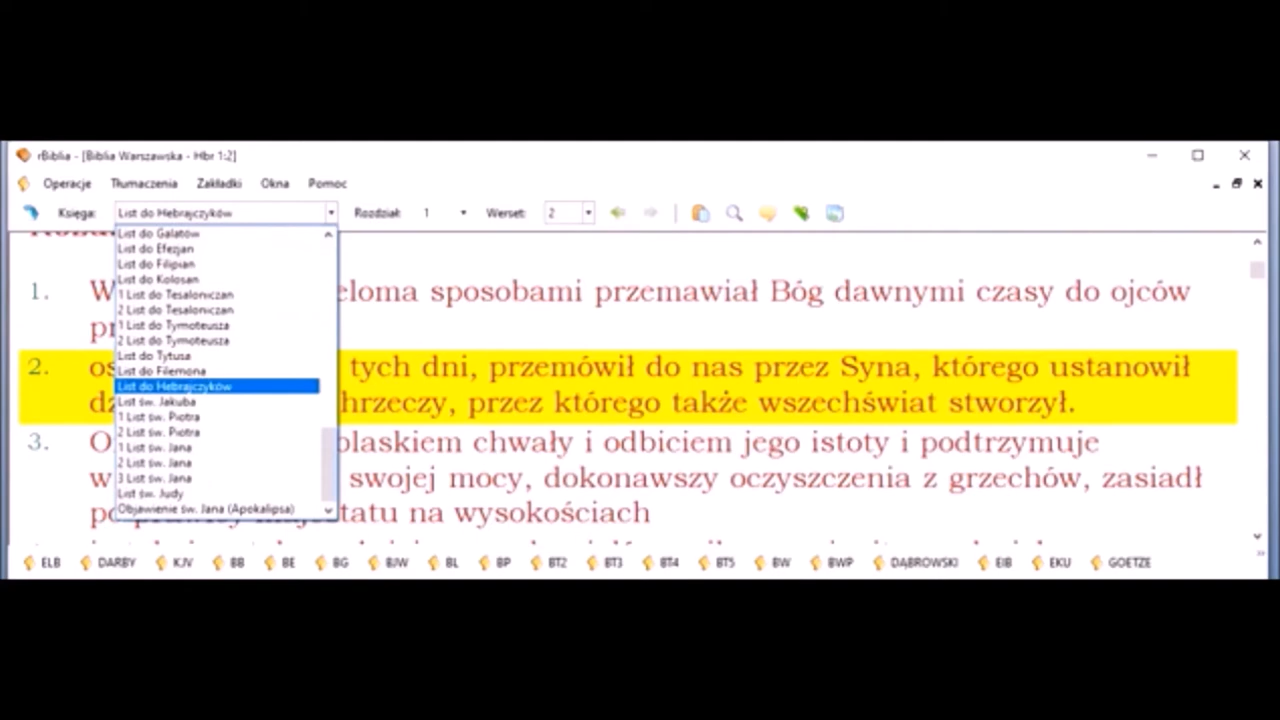 rBiblia - [Biblia Warszawska - Hbr 1:2]
Operacje Tłumaczenia Zakładki Okna Pomoc
Księga: List do Hebrajczyków Rozdział: 1 Werset: 2
List do Galatów
List do Efezjan
List do Filipian
List do Kolosan
1 List do Tesaloniczan
2 List do Tesaloniczan
1 List do Tymoteusza
2 List do Tymoteusza
List do Tytusa
List do Filemona
List do Hebrajczyków
List św. Jakuba
1 List św. Piotra
2 List św. Piotra
1 List św. Jana
2 List św. Jana
3 List św. Jana
List św. Judy
Objawienie św. Jana (Apokalipsa)
1. W eloma sposobami przemawiał Bóg dawnymi czasy do ojców
2. tych dni, przemówił do nas przez Syna, którego ustanowił
hrzeczy, przez którego także wszechświat stworzył.
3. O blaskiem chwały i odbiciem jego istoty i podtrzymuje
w swojej mocy, dokonawszy oczyszczenia z grzechów, zasiadł
tatu na wysokościach
ELB DARBY KJV BB BE BG BJW BL BP BT2 BT3 BT4 BT5 BW BWP DĄBROWSKI EIB EKU GOETZE